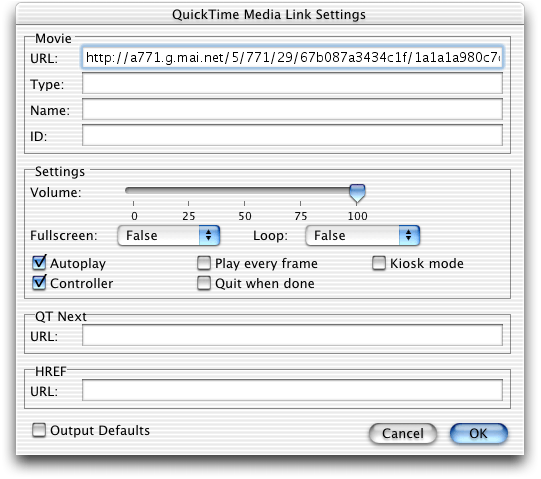 QuickTime Media Link Settings
Movie
URL: http://a771.g.mai.net/5/771/29/67b087a3434c1f/1a1a1a980c7
Type:
Name:
ID:
Settings
Volume:
0 25 50 75 100
Fullscreen: False Loop: False
Autoplay Play every frame Kiosk mode
Controller Quit when done
QT Next
URL:
HREF
URL:
Output Defaults Cancel OK